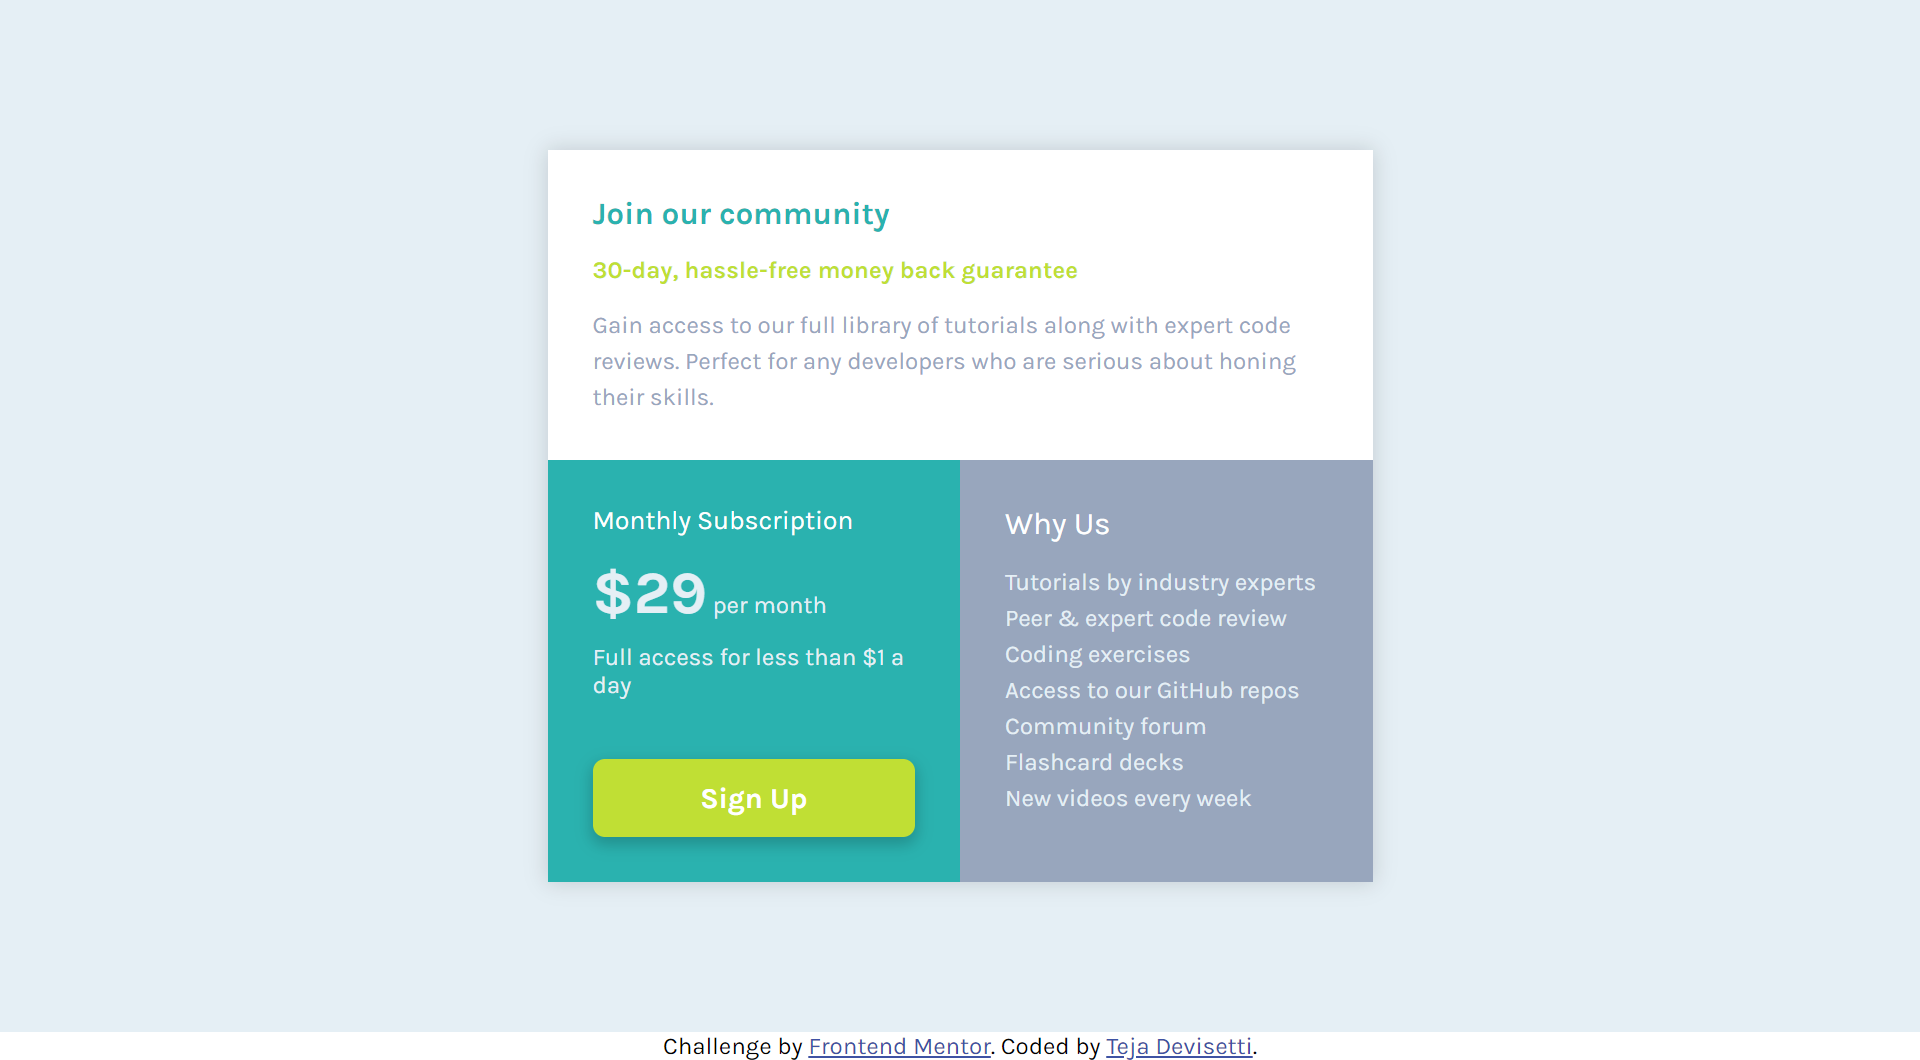 Join our community
30-day, hassle-free money back guarantee
Gain access to our full library of tutorials along with expert code
reviews. Perfect for any developers who are serious about honing
their skills.
Monthly Subscription
$29 per month
Full access for less than $1 a
day
Sign Up
Why Us
Tutorials by industry experts
Peer & expert code review
Coding exercises
Access to our GitHub repos
Community forum
Flashcard decks
New videos every week
Challenge by Frontend Mentor. Coded by Teja Devisetti.